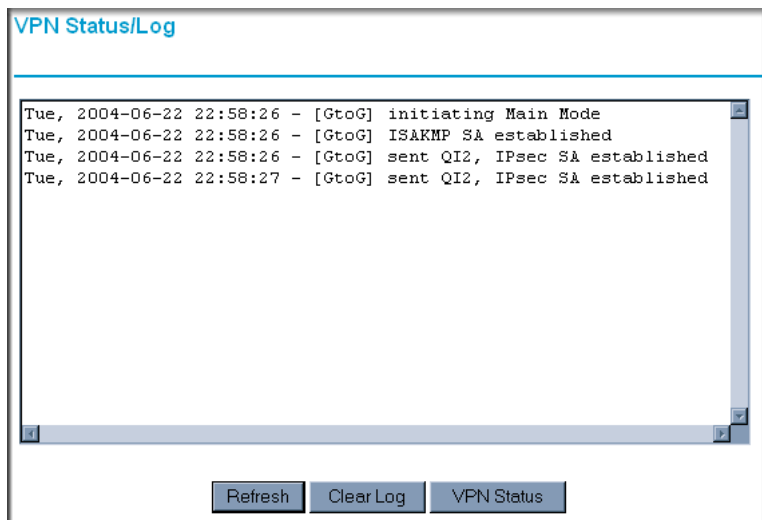 VPN Status/Log
Tue, 2004-06-22 22:58:26 - [GtoG] initiating Main Mode
Tue, 2004-06-22 22:58:26 - [GtoG] ISAKMP SA established
Tue, 2004-06-22 22:58:26 - [GtoG] sent QI2, IPsec SA established
Tue, 2004-06-22 22:58:27 - [GtoG] sent QI2, IPsec SA established
Refresh Clear Log VPN Status